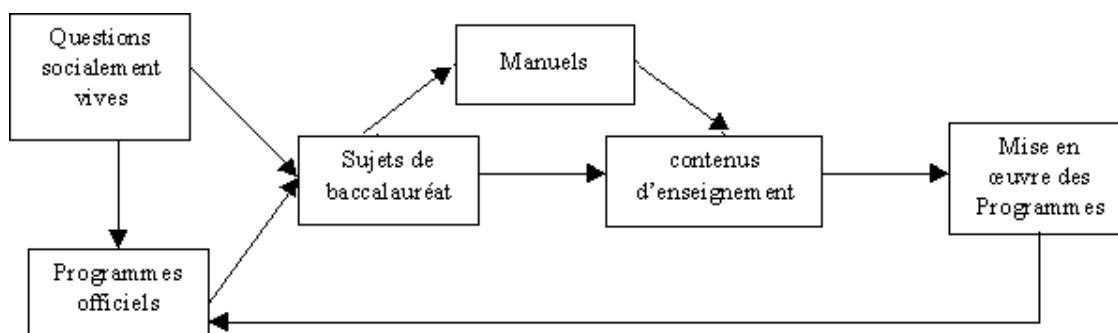 Questions
socialement
vives
Manuels
Sujets de
baccalauréat
contenus
d'enseignement
Mise en
œuvre des
Programmes
Programmes
officiels